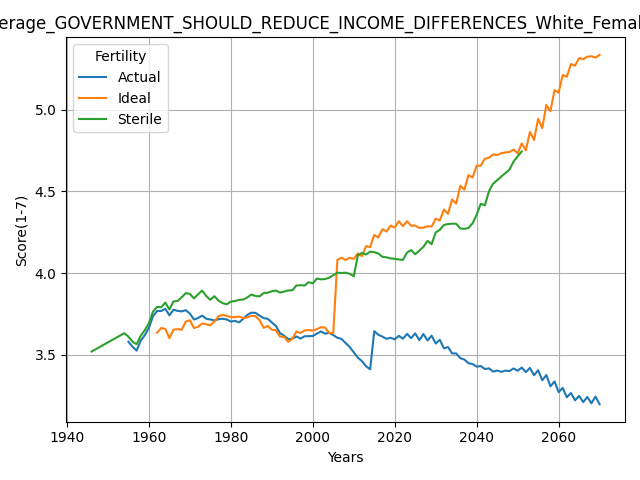 erage_GOVERNMENT_SHOULD_REDUCE_INCOME_DIFFERENCES_White_Femal
Fertility
Actual
Ideal
Sterile
Score(1-7)
5.0
4.5
4.0
3.5
1940 1960 1980 2000 2020 2040 2060
Years